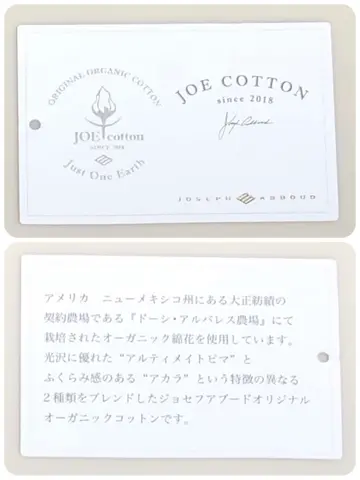 ORIGINAL ORGANIC COTTON
JOE cotton
SINCE 2018
Just One Earth
JOE COTTON
since 2018
JOSEPH ABBOUD
アメリカ　ニューメキシコ州にある大正紡績の
契約農場である『ドーシ・アルバレス農場』にて
栽培されたオーガニック綿花を使用しています。
光沢に優れた“アルティメイトピマ”と
ふくらみ感のある“アカラ”という特徴の異なる
2種類をブレンドしたジョセフアブードオリジナル
オーガニックコットンです。